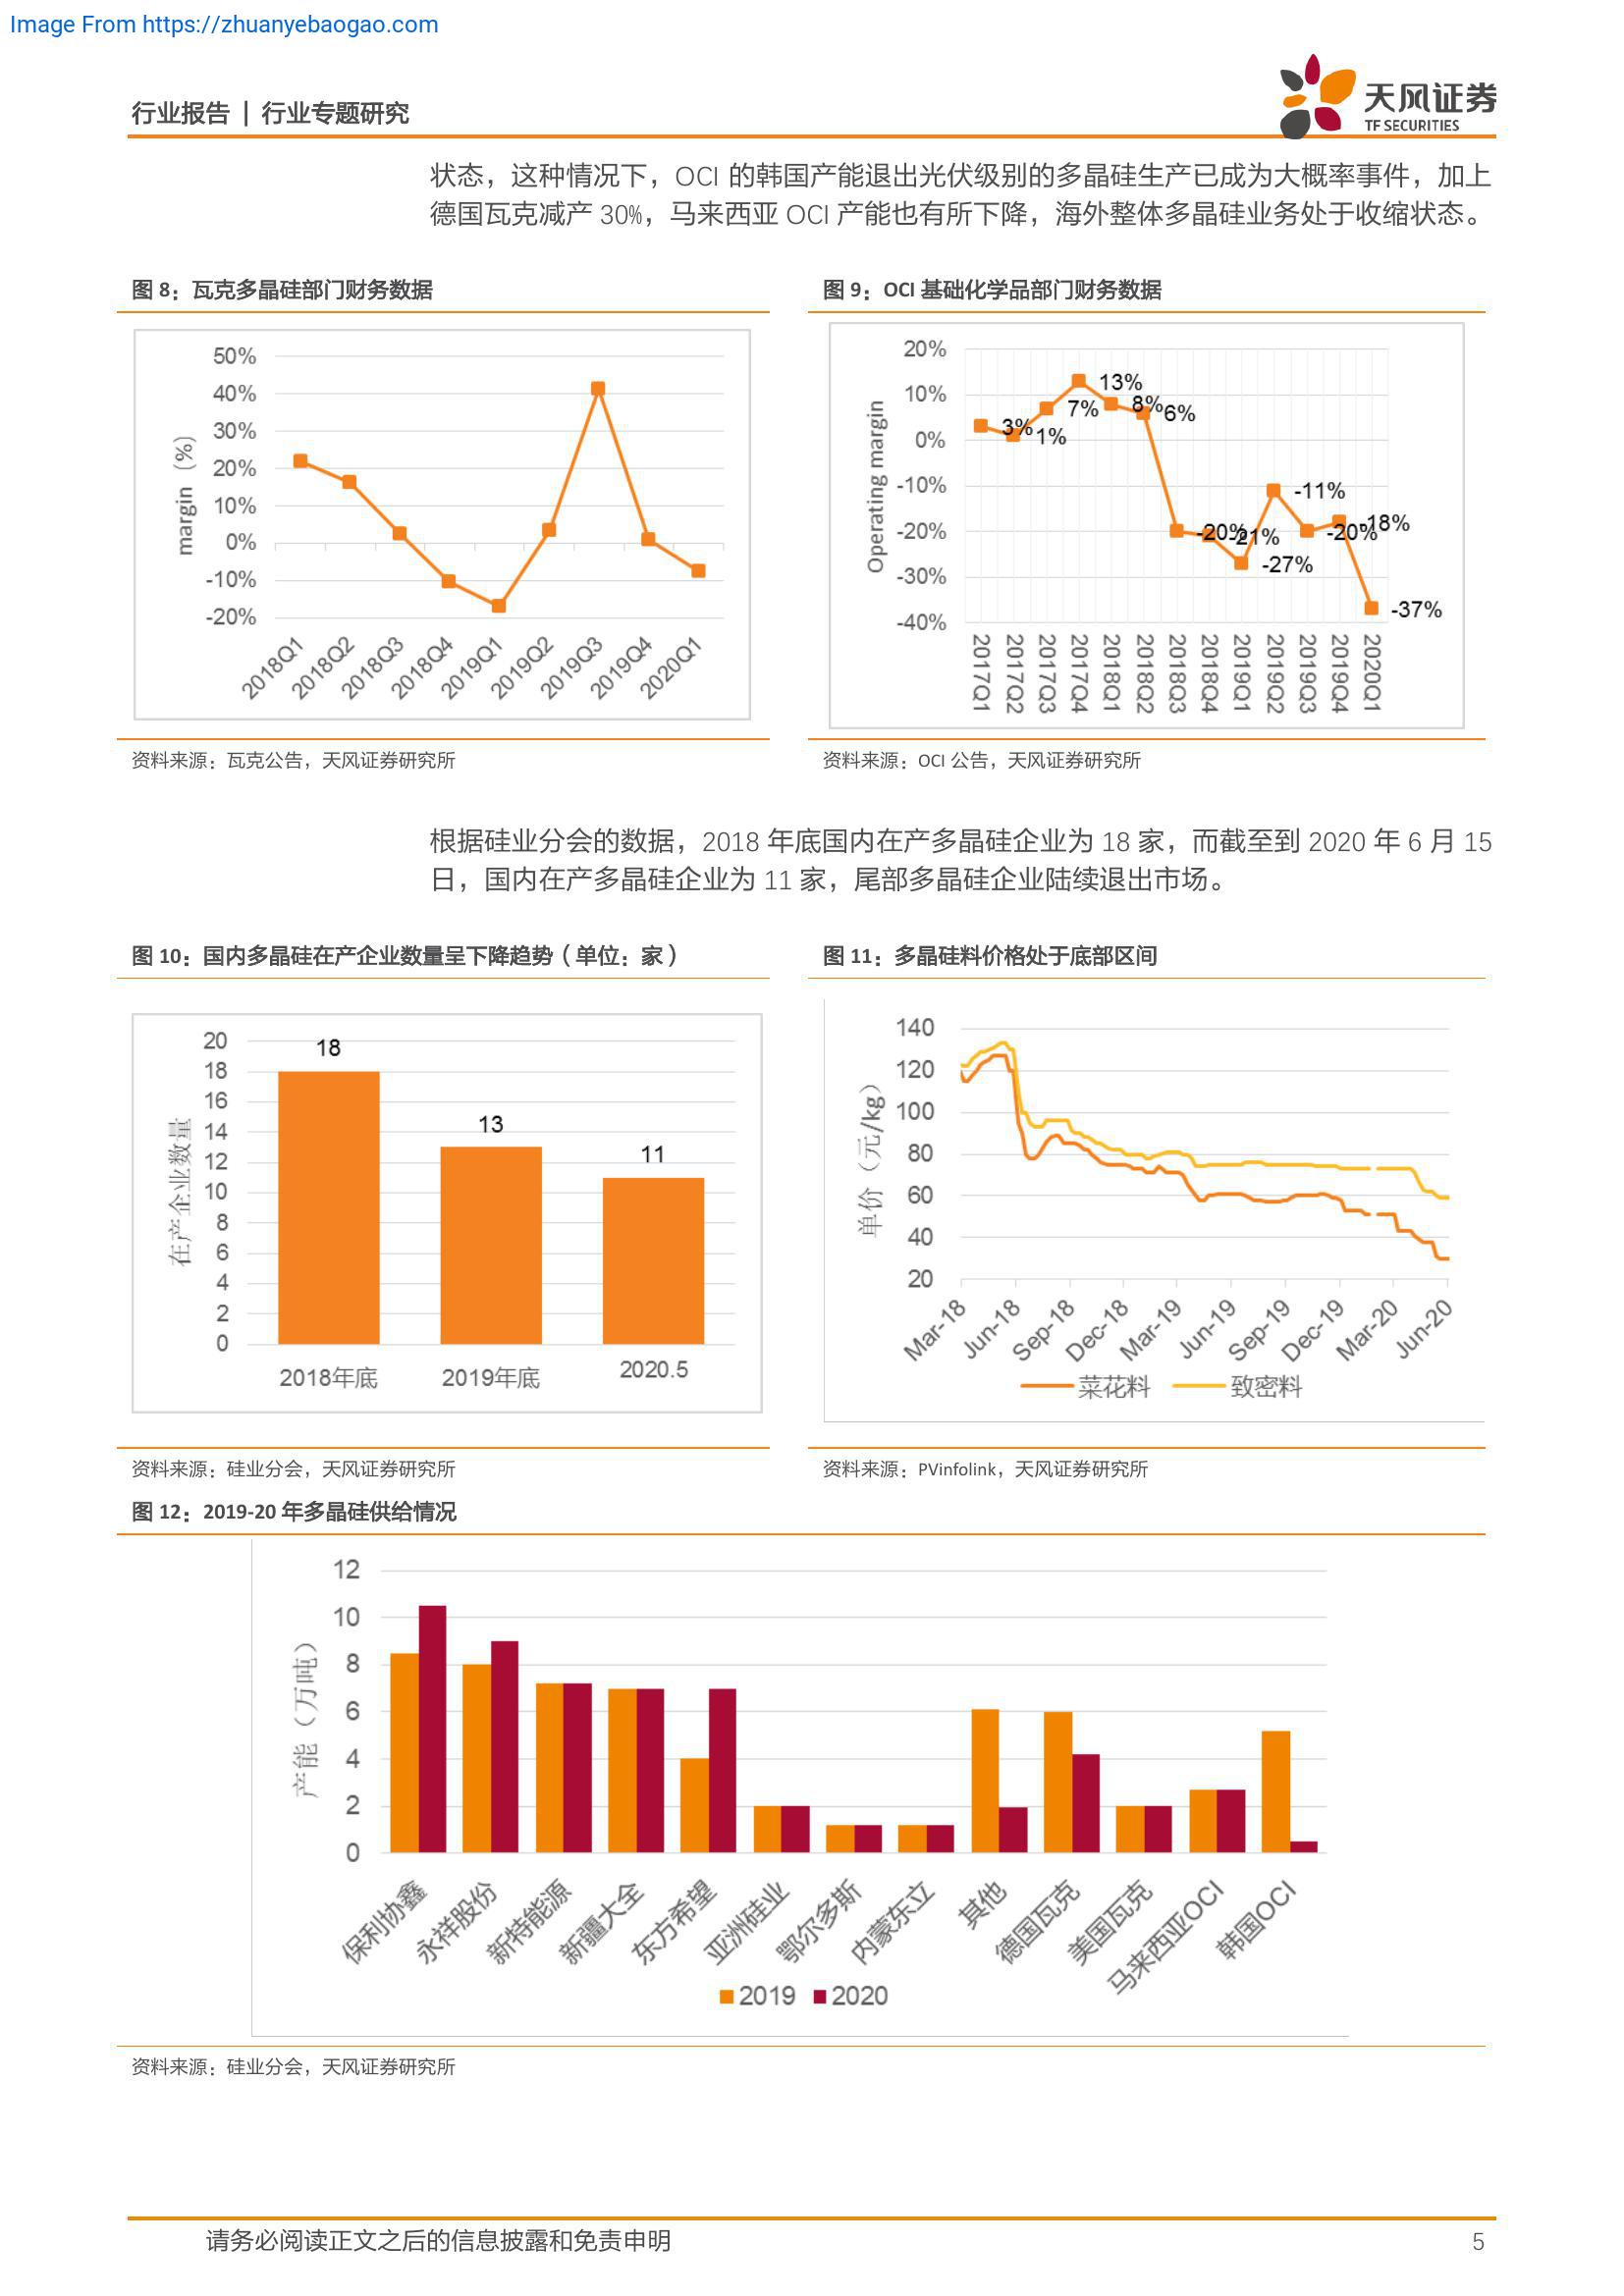 Image From https://zhuanyebaogao.com
行业报告 | 行业专题研究
天风证券
TF SECURITIES
状态，这种情况下，OCI 的韩国产能退出光伏级别的多晶硅生产已成为大概率事件，加上
德国瓦克减产 30%，马来西亚 OCI 产能也有所下降，海外整体多晶硅业务处于收缩状态。
图 8：瓦克多晶硅部门财务数据
margin（%）
50%
40%
30%
20%
10%
0%
-10%
-20%
2018Q1
2018Q2
2018Q3
2018Q4
2019Q1
2019Q2
2019Q3
2019Q4
2020Q1
资料来源：瓦克公告，天风证券研究所
图 9：OCI 基础化学品部门财务数据
Operating margin
20%
10%
0%
-10%
-20%
-30%
-40%
3%
1%
7%
13%
8%
6%
-20%
-21%
-27%
-11%
-20%
-18%
-37%
2017Q1
2017Q2
2017Q3
2017Q4
2018Q1
2018Q2
2018Q3
2018Q4
2019Q1
2019Q2
2019Q3
2019Q4
2020Q1
资料来源：OCI 公告，天风证券研究所
根据硅业分会的数据，2018 年底国内在产多晶硅企业为 18 家，而截至到 2020 年 6 月 15
日，国内在产多晶硅企业为 11 家，尾部多晶硅企业陆续退出市场。
图 10：国内多晶硅在产企业数量呈下降趋势（单位：家）
在产企业数量
20
18
16
14
12
10
8
6
4
2
0
18
13
11
2018年底
2019年底
2020.5
资料来源：硅业分会，天风证券研究所
图 11：多晶硅料价格处于底部区间
单价（元/kg）
140
120
100
80
60
40
20
Mar-18
Jun-18
Sep-18
Dec-18
Mar-19
Jun-19
Sep-19
Dec-19
Mar-20
Jun-20
菜花料
致密料
资料来源：PVinfolink，天风证券研究所
图 12：2019-20 年多晶硅供给情况
产能（万吨）
12
10
8
6
4
2
0
保利协鑫
永祥股份
新特能源
新疆大全
东方希望
亚洲硅业
鄂尔多斯
内蒙东立
其他
德国瓦克
美国瓦克
马来西亚OCI
韩国OCI
2019
2020
资料来源：硅业分会，天风证券研究所
请务必阅读正文之后的信息披露和免责申明
5